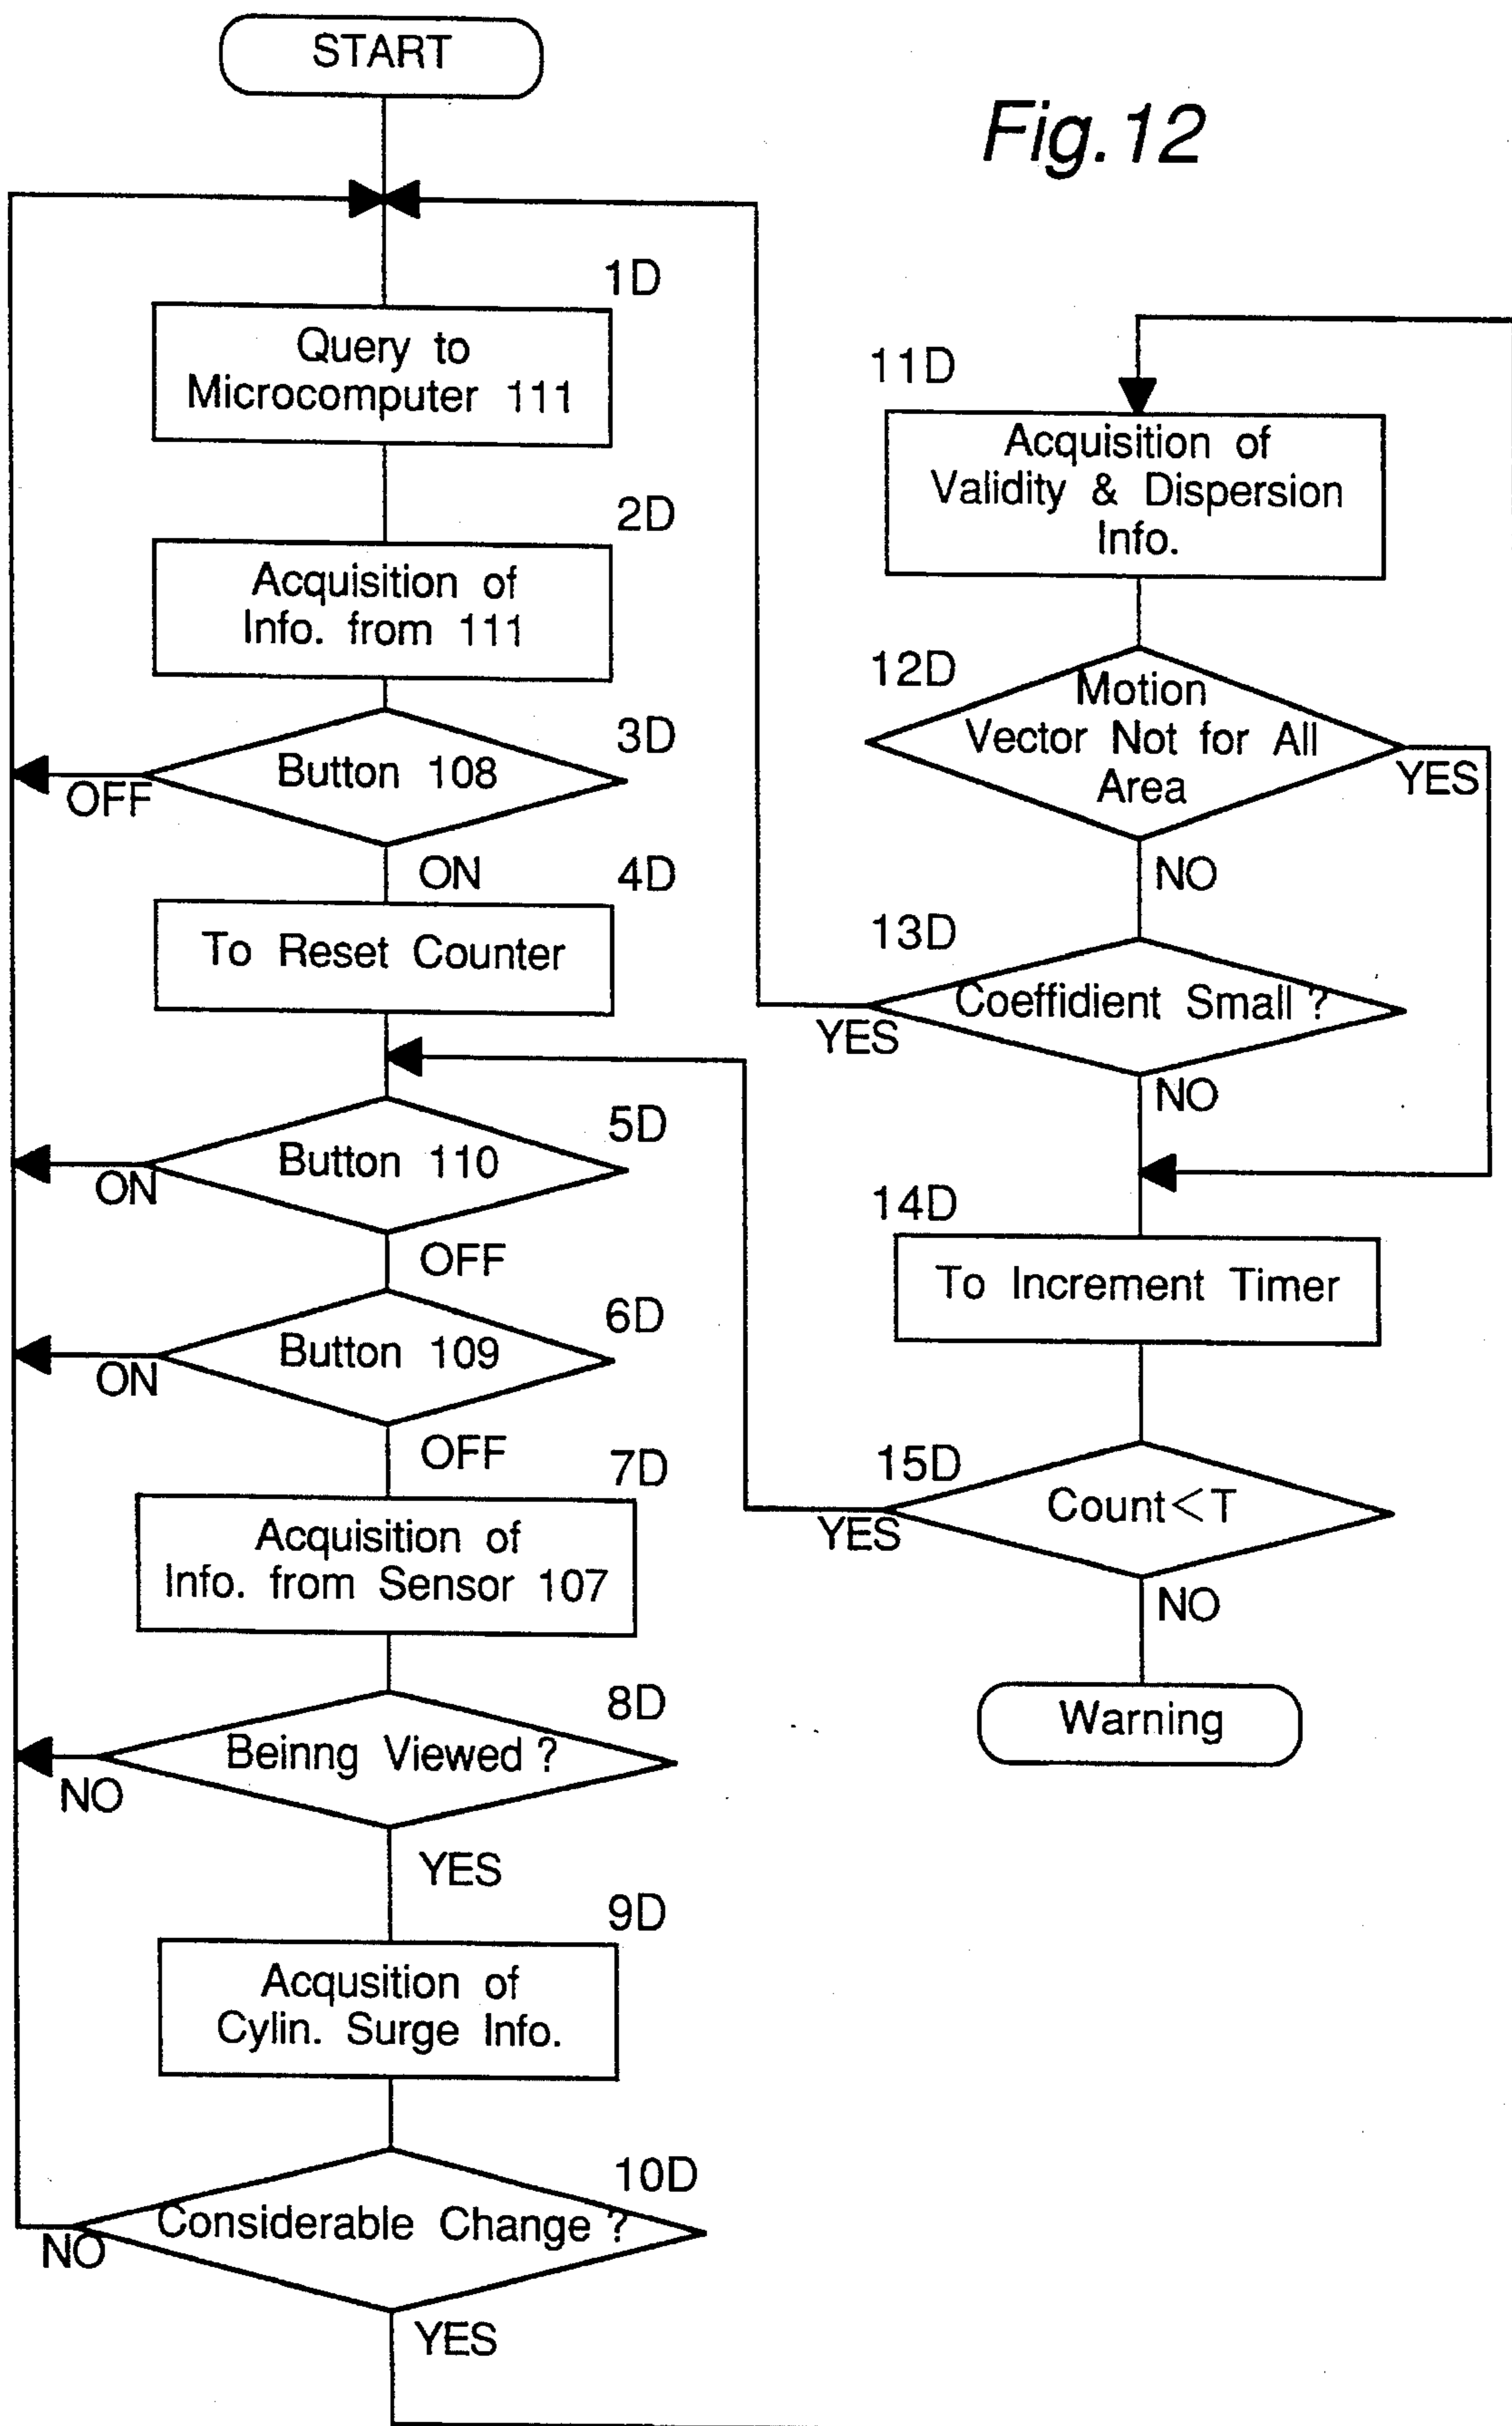 START
Fig.12
1D
Query to
Microcomputer 111
2D
Acquisition of
Info. from 111
3D
Button 108
OFF
ON
4D
To Reset Counter
5D
Button 110
ON
OFF
6D
Button 109
ON
OFF
7D
Acquisition of
Info. from Sensor 107
8D
Beinng Viewed ?
NO
YES
9D
Acqusition of
Cylin. Surge Info.
10D
Considerable Change ?
NO
YES
11D
Acquisition of
Validity & Dispersion
Info.
12D
Motion
Vector Not for All
Area
YES
NO
13D
Coeffidient Small ?
YES
NO
14D
To Increment Timer
15D
Count<T
YES
NO
Warning